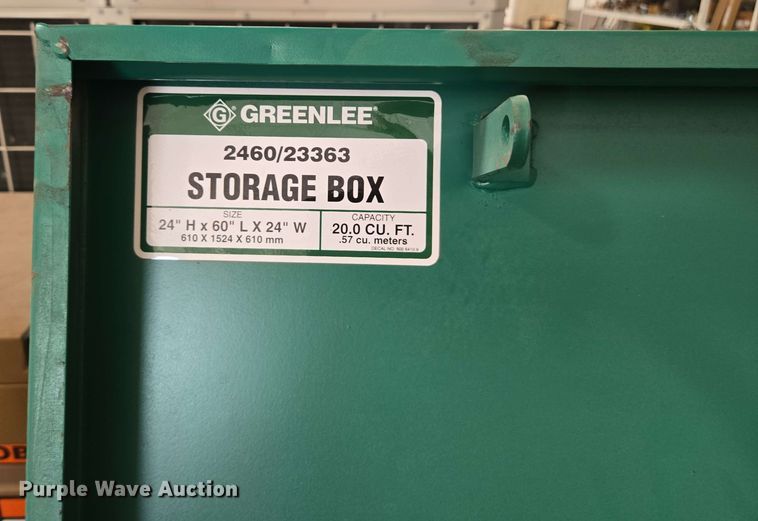 G® GREENLEE®
2460/23363
STORAGE BOX
SIZE
24" H x 60" L X 24" W
610 X 1524 X 610 mm
CAPACITY
20.0 CU. FT.
.57 cu. meters
Purple Wave Auction